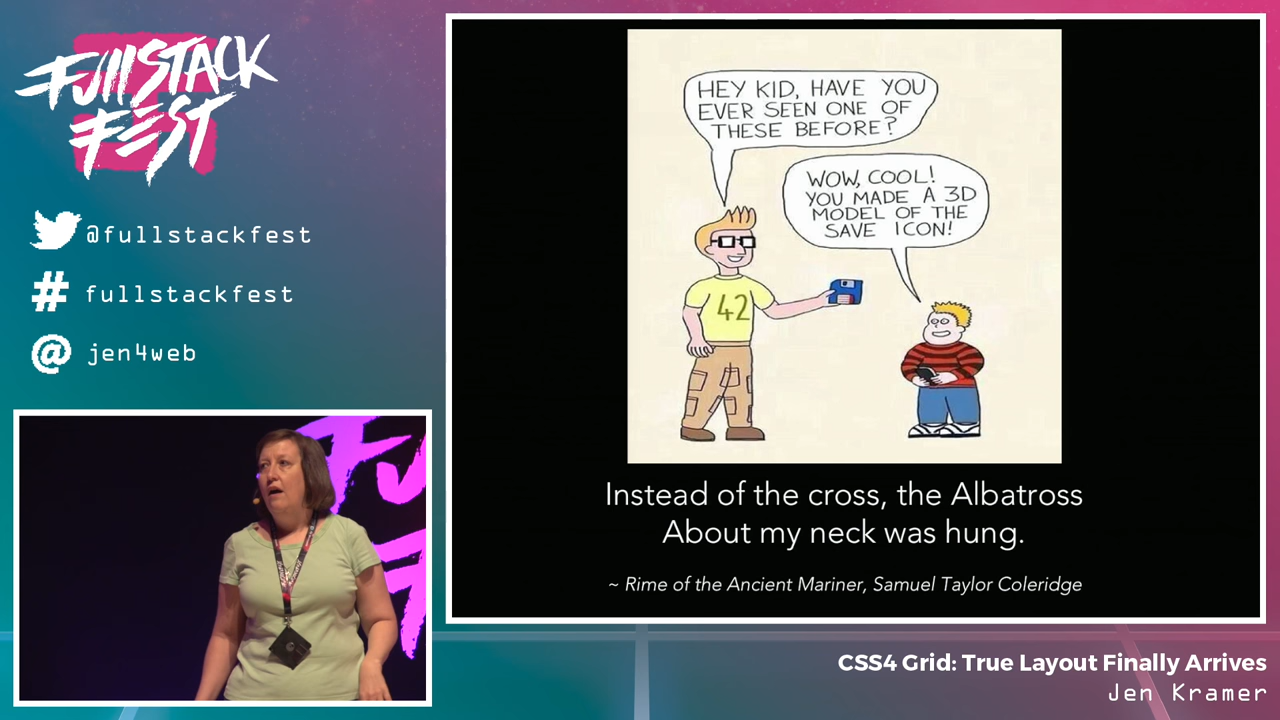 FullStack
Fest
@fullstackfest
# fullstackfest
@ jen4web
HEY KID, HAVE YOU
EVER SEEN ONE OF
THESE BEFORE?
WOW, COOL!
YOU MADE A 3D
MODEL OF THE
SAVE ICON!
42
Instead of the cross, the Albatross
About my neck was hung.
~ Rime of the Ancient Mariner, Samuel Taylor Coleridge
CSS4 Grid: True Layout Finally Arrives
Jen Kramer